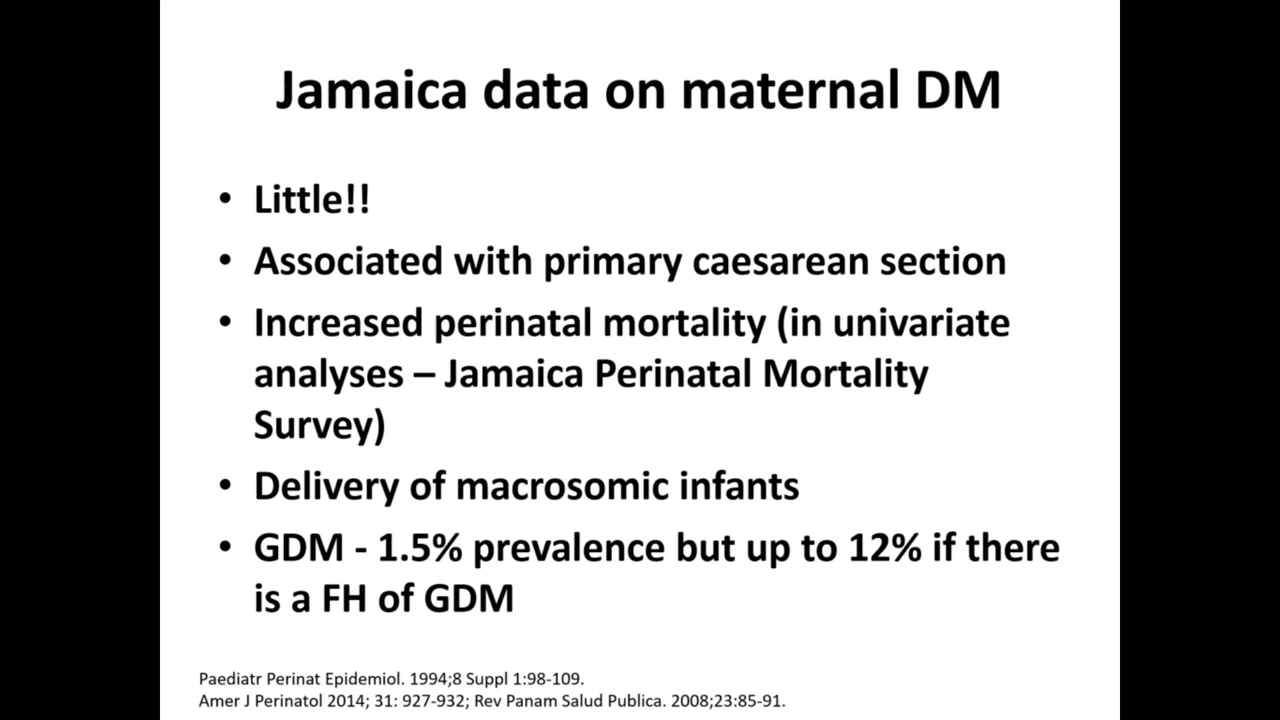 Jamaica data on maternal DM
• Little!!
• Associated with primary caesarean section
• Increased perinatal mortality (in univariate
analyses – Jamaica Perinatal Mortality
Survey)
• Delivery of macrosomic infants
• GDM - 1.5% prevalence but up to 12% if there
is a FH of GDM
Paediatr Perinat Epidemiol. 1994;8 Suppl 1:98-109.
Amer J Perinatol 2014; 31: 927-932; Rev Panam Salud Publica. 2008;23:85-91.